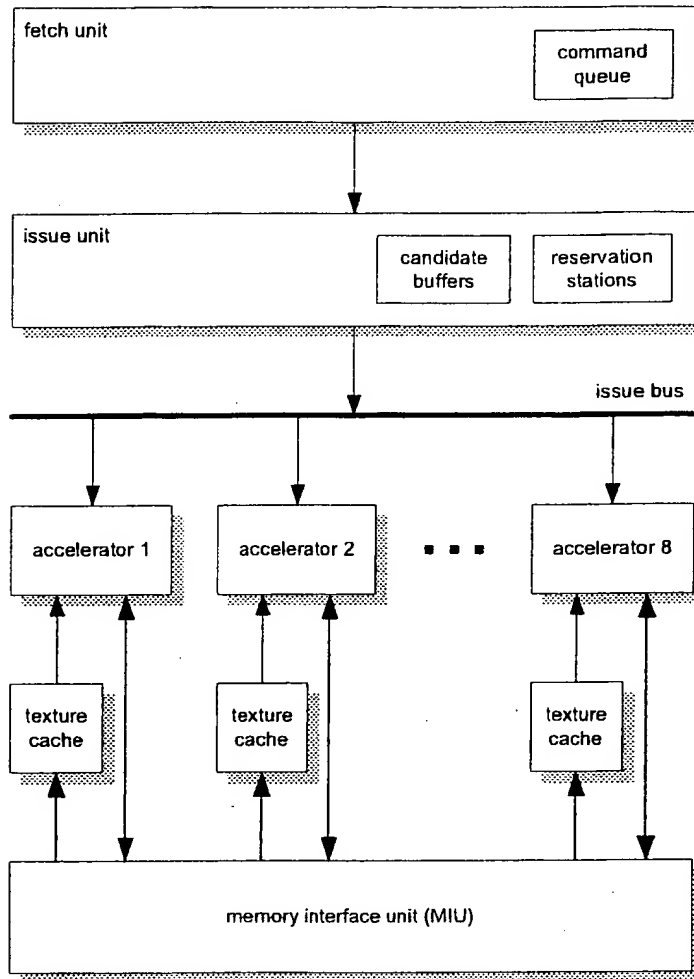 fetch unit
command
queue
issue unit
candidate
buffers
reservation
stations
issue bus
accelerator 1
accelerator 2
accelerator 8
texture
cache
texture
cache
texture
cache
memory interface unit (MIU)